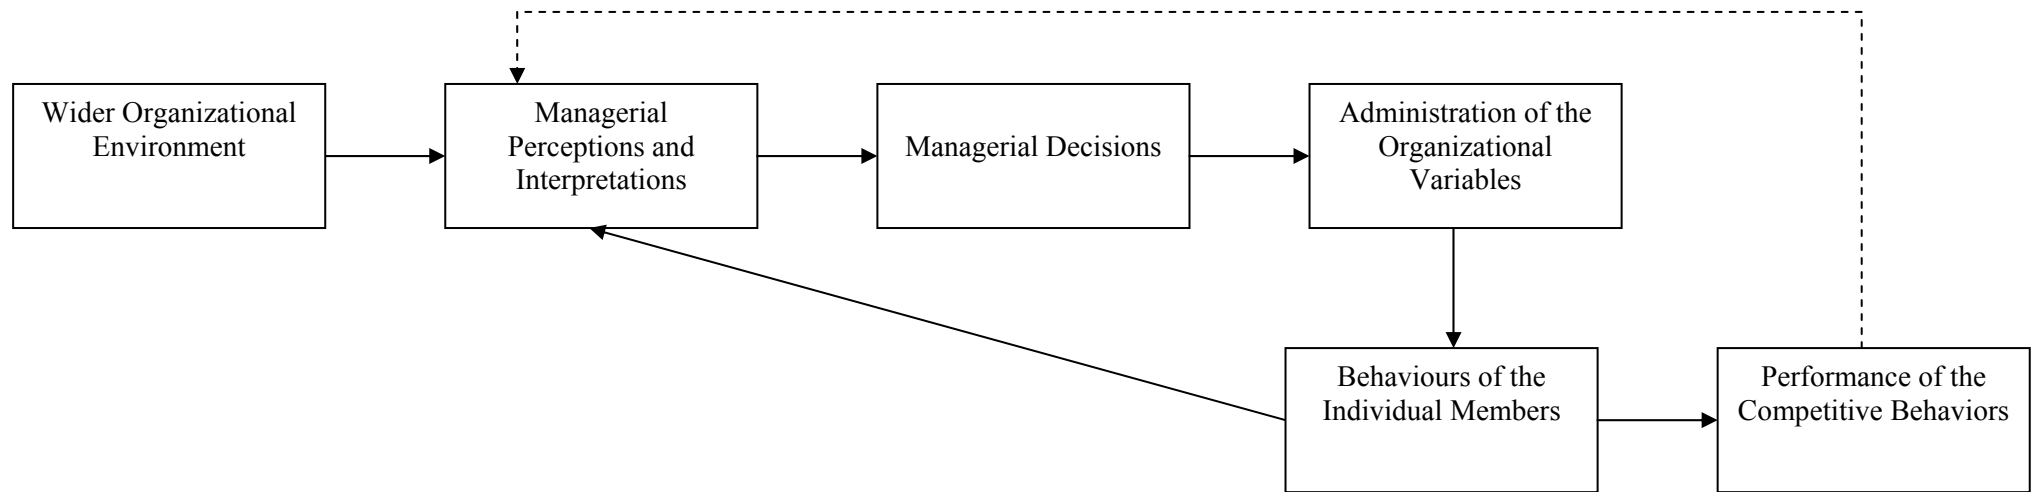 Wider Organizational
Environment
Managerial
Perceptions and
Interpretations
Managerial Decisions
Administration of the
Organizational
Variables
Behaviours of the
Individual Members
Performance of the
Competitive Behaviors